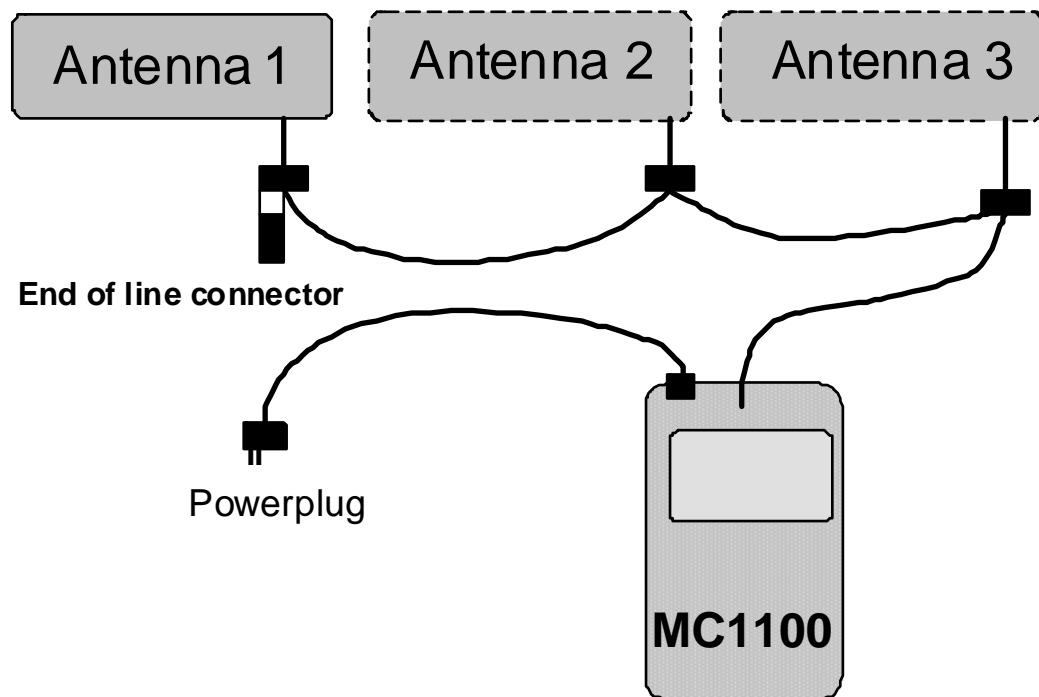 Antenna 1
Antenna 2
Antenna 3
End of line connector
Powerplug
MC1100